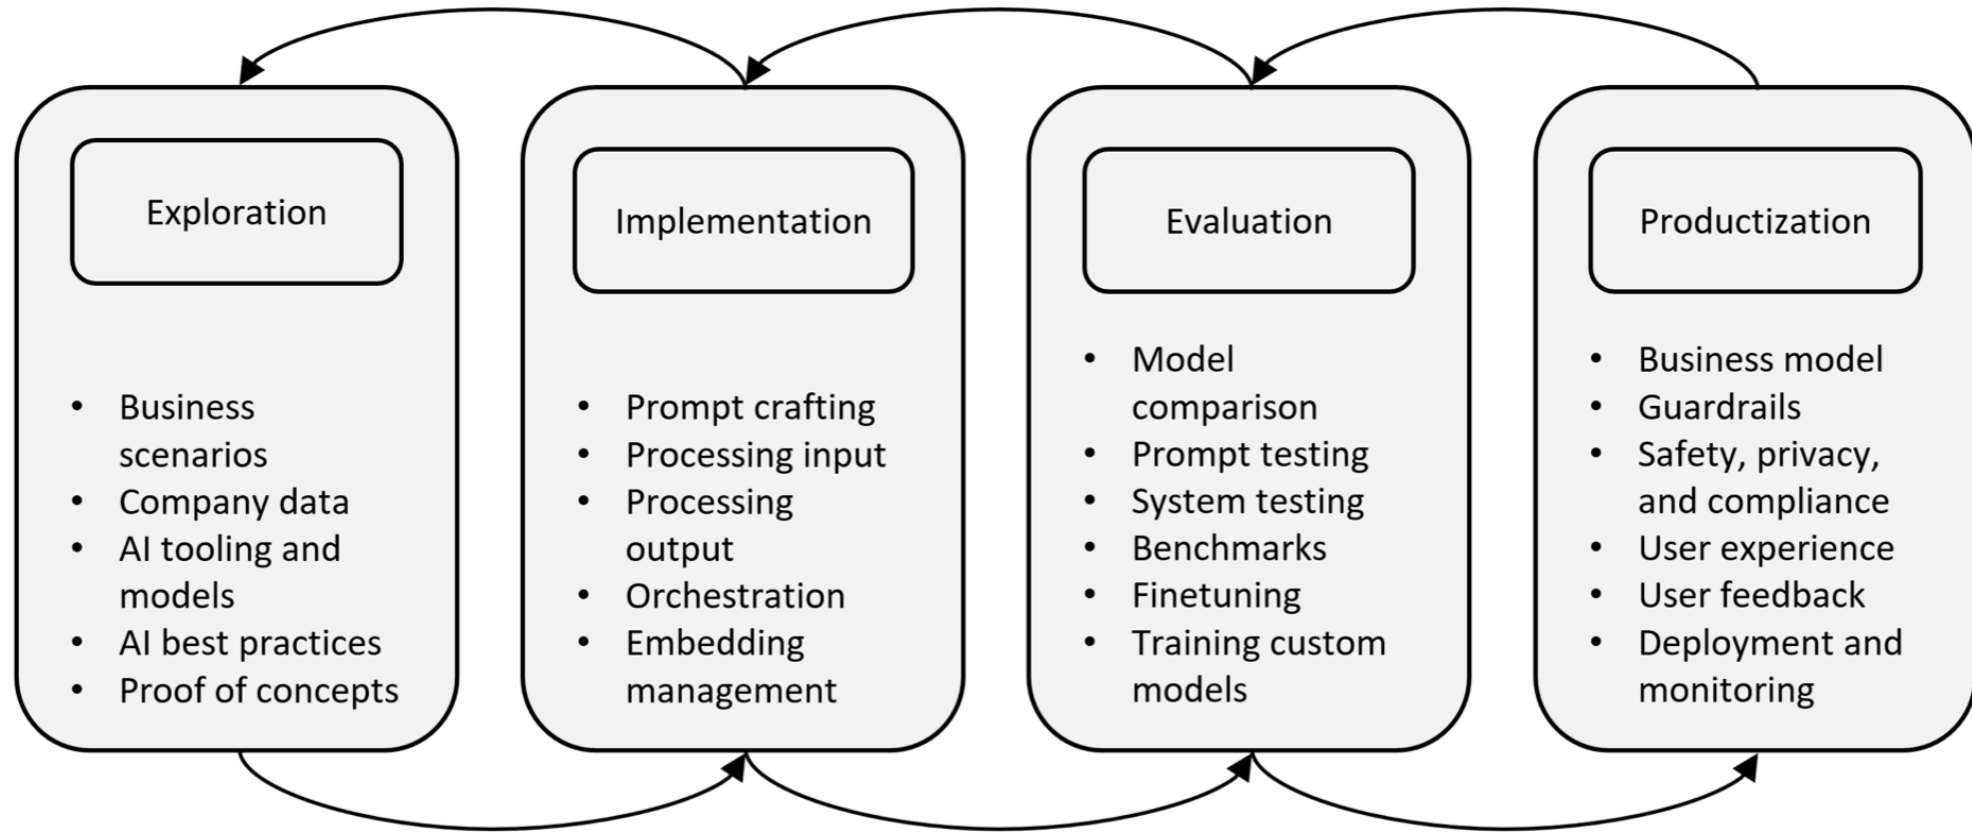 Exploration
• Business
scenarios
• Company data
• AI tooling and
models
• AI best practices
• Proof of concepts
Implementation
• Prompt crafting
• Processing input
• Processing
output
• Orchestration
• Embedding
management
Evaluation
• Model
comparison
• Prompt testing
• System testing
• Benchmarks
• Finetuning
• Training custom
models
Productization
• Business model
• Guardrails
• Safety, privacy,
and compliance
• User experience
• User feedback
• Deployment and
monitoring